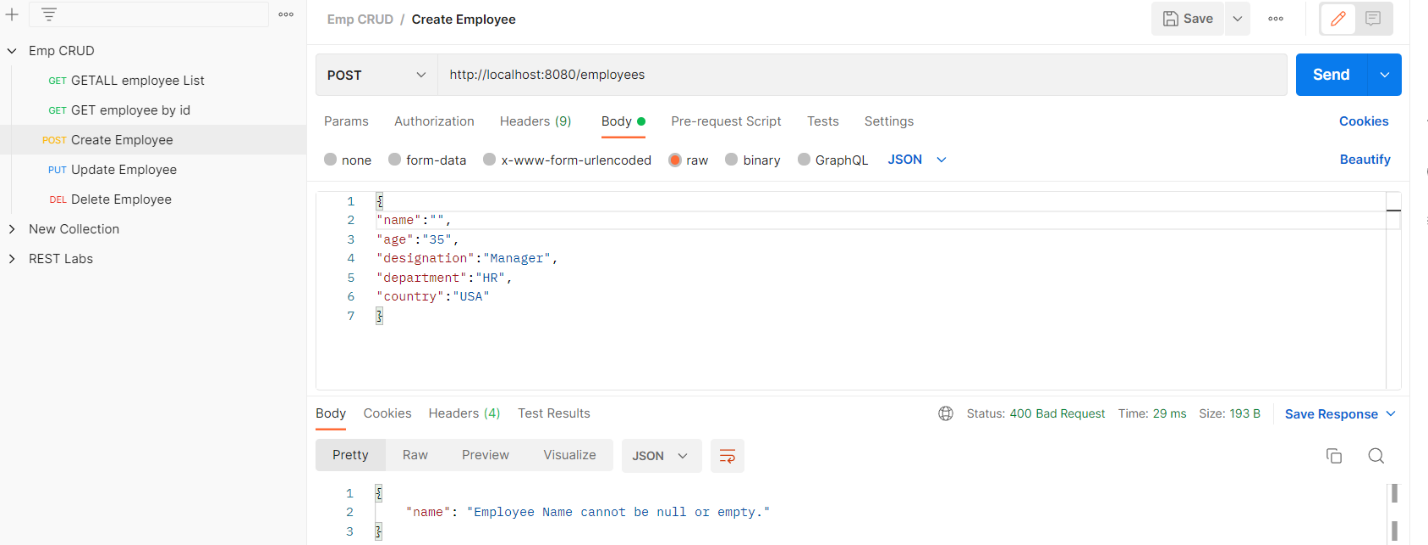 Emp CRUD / Create Employee
Save
Emp CRUD
GET GETALL employee List
GET GET employee by id
POST Create Employee
PUT Update Employee
DEL Delete Employee
New Collection
REST Labs
POST http://localhost:8080/employees Send
Params Authorization Headers (9) Body Pre-request Script Tests Settings Cookies
none form-data x-www-form-urlencoded raw binary GraphQL JSON Beautify
1 {
2 "name":"",
3 "age":"35",
4 "designation":"Manager",
5 "department":"HR",
6 "country":"USA"
7 }
Body Cookies Headers (4) Test Results Status: 400 Bad Request Time: 29 ms Size: 193 B Save Response
Pretty Raw Preview Visualize JSON
1 {
2 "name": "Employee Name cannot be null or empty."
3 }